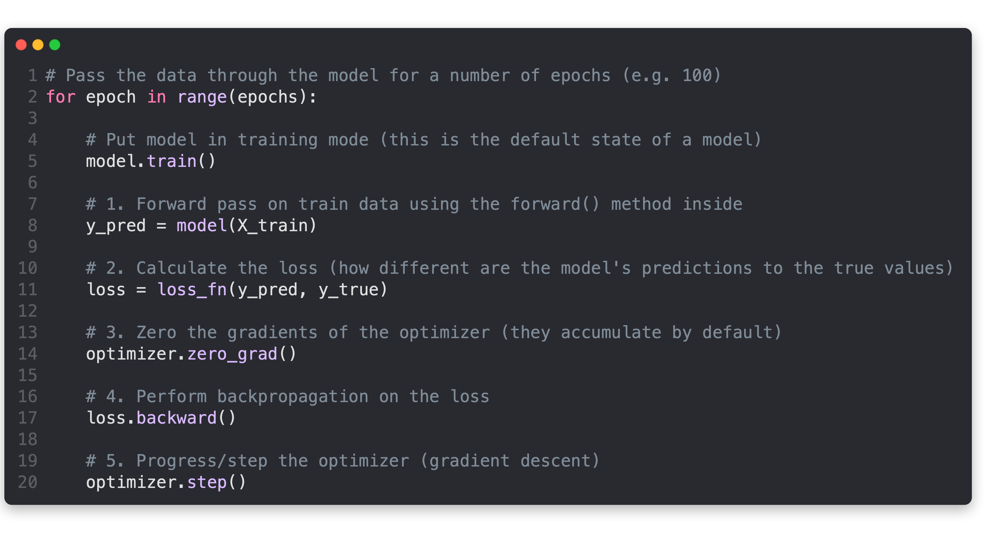 1 # Pass the data through the model for a number of epochs (e.g. 100)
2 for epoch in range(epochs):
3
4     # Put model in training mode (this is the default state of a model)
5     model.train()
6
7     # 1. Forward pass on train data using the forward() method inside
8     y_pred = model(X_train)
9
10     # 2. Calculate the loss (how different are the model's predictions to the true values)
11     loss = loss_fn(y_pred, y_true)
12
13     # 3. Zero the gradients of the optimizer (they accumulate by default)
14     optimizer.zero_grad()
15
16     # 4. Perform backpropagation on the loss
17     loss.backward()
18
19     # 5. Progress/step the optimizer (gradient descent)
20     optimizer.step()